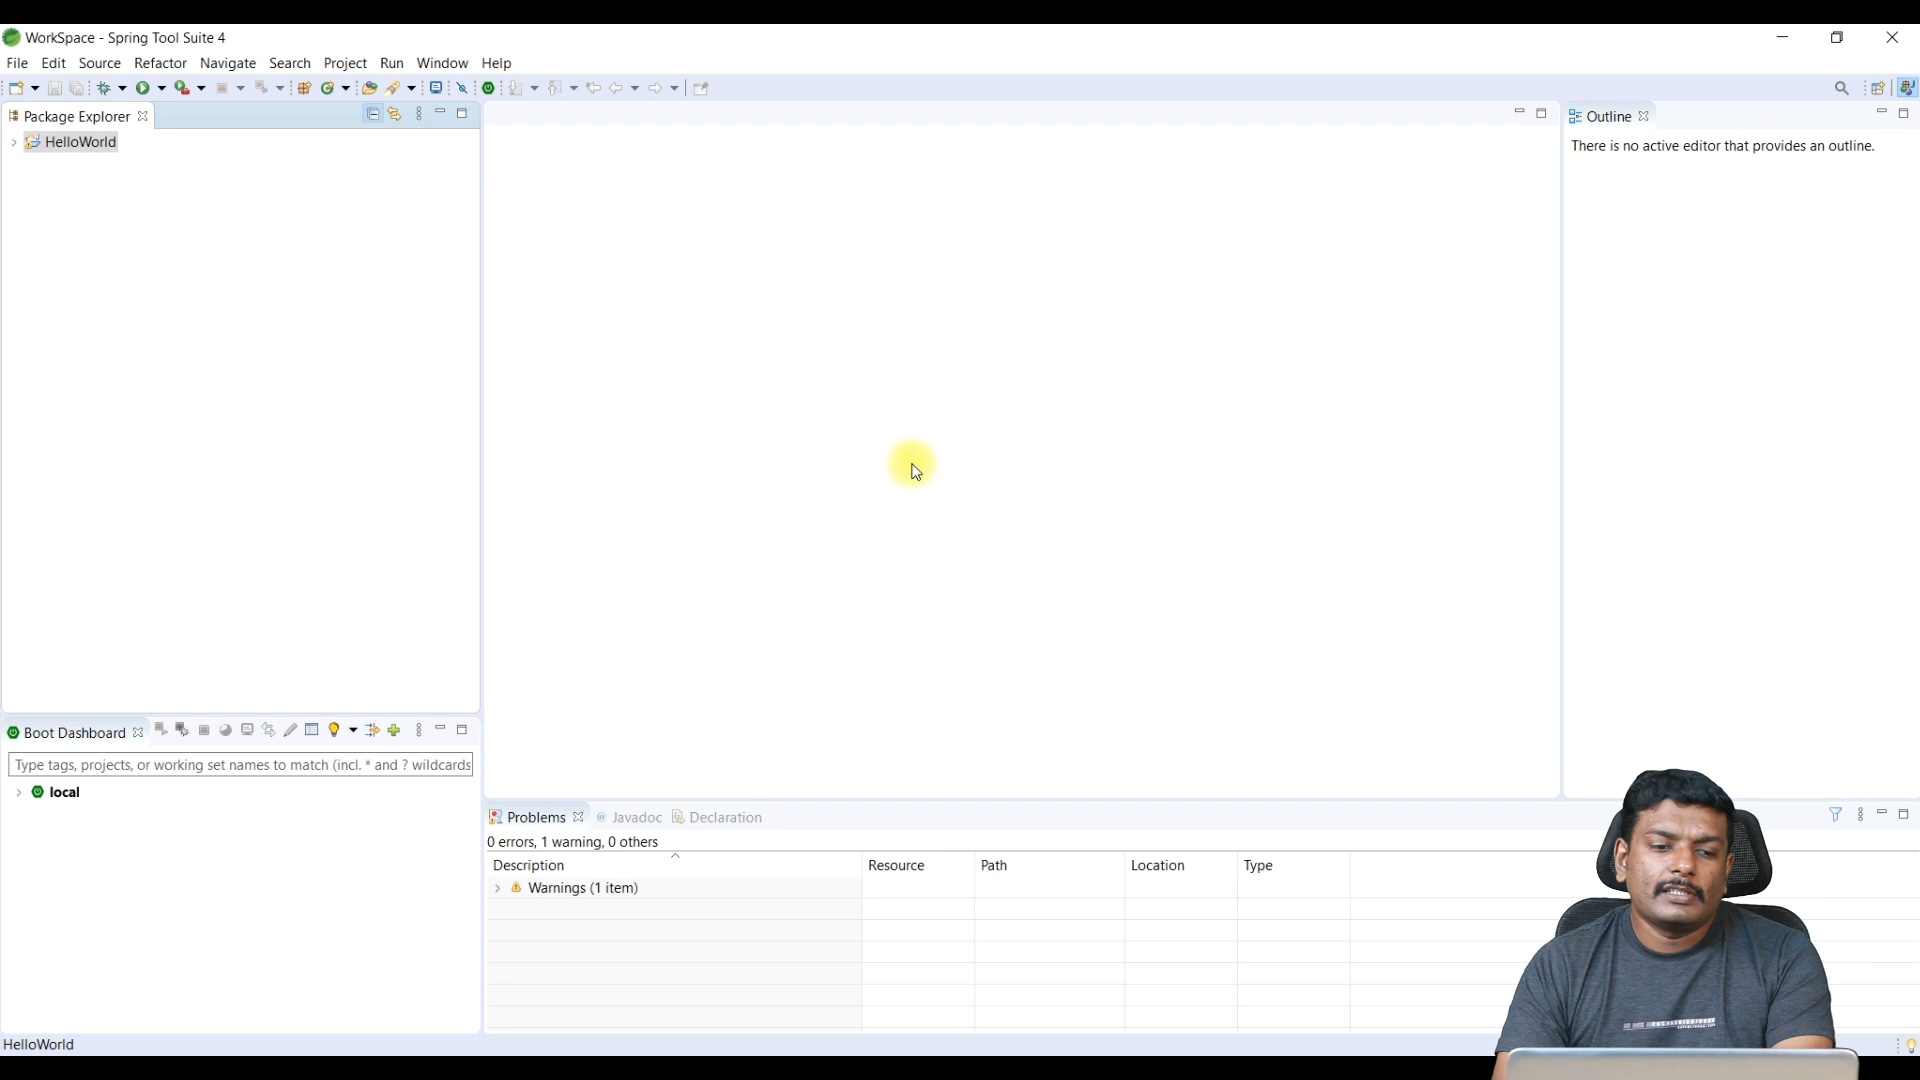 WorkSpace - Spring Tool Suite 4
File Edit Source Refactor Navigate Search Project Run Window Help
Package Explorer
HelloWorld
Outline
There is no active editor that provides an outline.
Boot Dashboard
Type tags, projects, or working set names to match (incl. * and ? wildcards
local
Problems @ Javadoc Declaration
0 errors, 1 warning, 0 others
Description Resource Path Location Type
Warnings (1 item)
HelloWorld